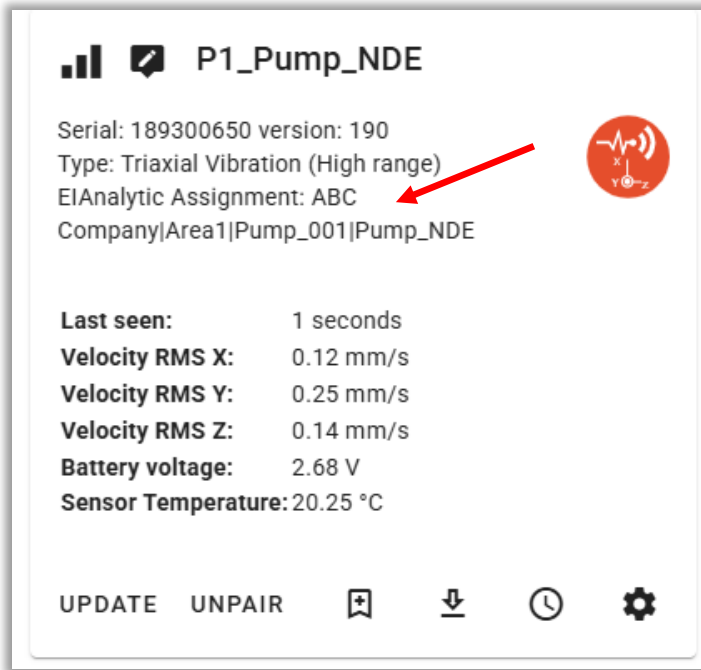 P1_Pump_NDE
Serial: 189300650 version: 190
Type: Triaxial Vibration (High range)
EIAnalytic Assignment: ABC
Company|Area1|Pump_001|Pump_NDE
X
Y Z
Last seen: 1 seconds
Velocity RMS X: 0.12 mm/s
Velocity RMS Y: 0.25 mm/s
Velocity RMS Z: 0.14 mm/s
Battery voltage: 2.68 V
Sensor Temperature: 20.25 °C
UPDATE UNPAIR